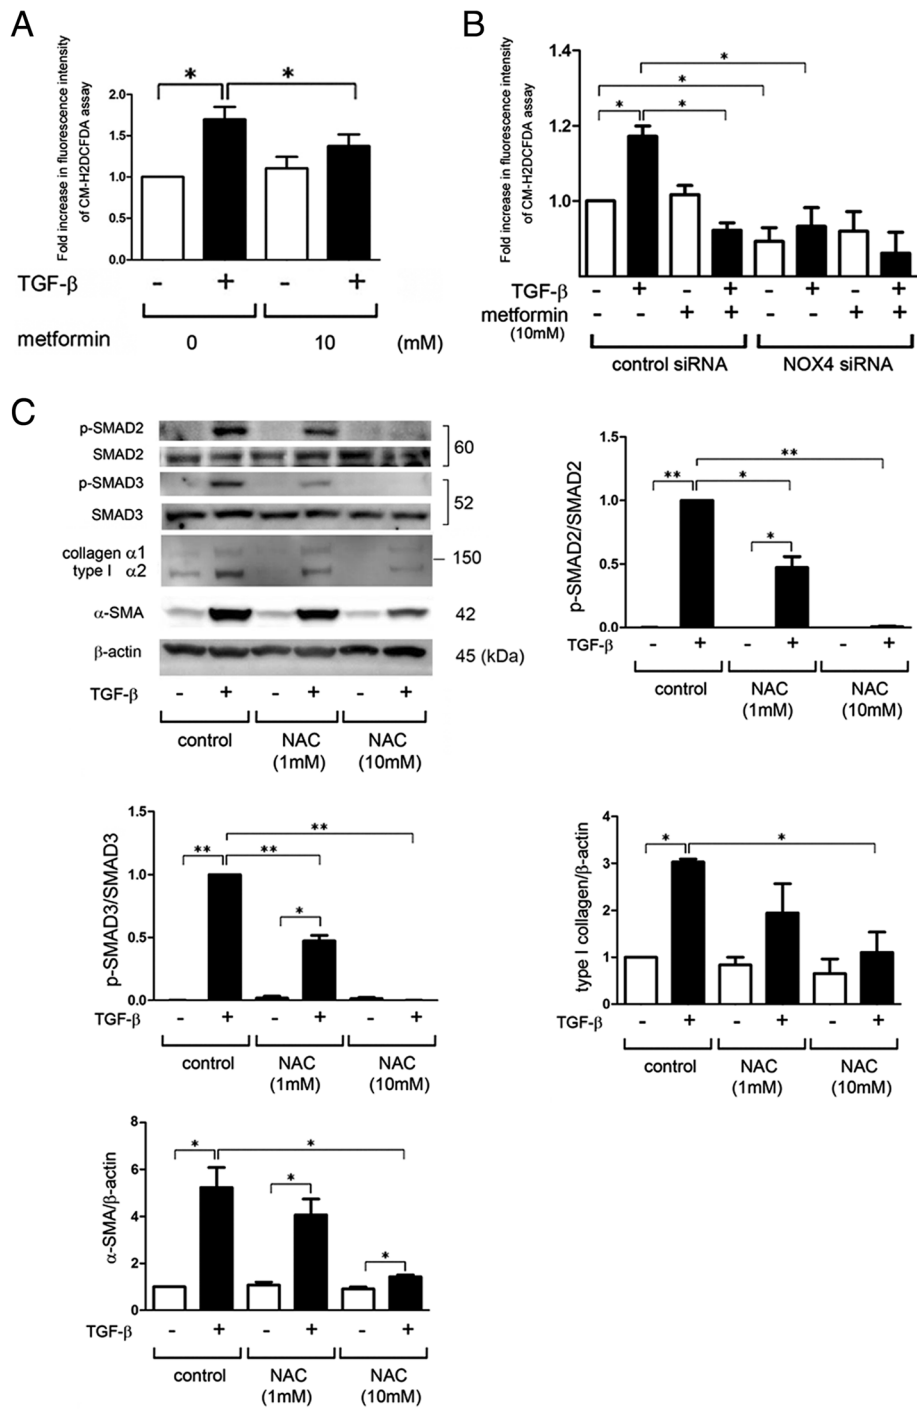 A
Fold increase in fluorescence intensity
of CM-H2DCFDA assay
2.0
1.5
1.0
0.5
0.0
* *
TGF-β - + - +
metformin 0 10 (mM)
B
Fold increase in fluorescence intensity
of CM-H2DCFDA assay
1.4
1.2
1.0
*
*
* *
TGF-β - + - + - + - +
metformin - - + + - - + +
(10mM)
control siRNA NOX4 siRNA
C
p-SMAD2
SMAD2
60
p-SMAD3
SMAD3
52
collagen α1
type I α2
150
α-SMA 42
β-actin 45 (kDa)
TGF-β - + - + - +
control NAC NAC
(1mM) (10mM)
p-SMAD2/SMAD2
1.5
1.0
0.5
0.0
**
** *
*
TGF-β - + - + - +
control NAC NAC
(1mM) (10mM)
p-SMAD3/SMAD3
1.5
1.0
0.5
0.0
**
** **
*
TGF-β - + - + - +
control NAC NAC
(1mM) (10mM)
type I collagen/β-actin
4
3
2
1
0
* *
TGF-β - + - + - +
control NAC NAC
(1mM) (10mM)
α-SMA/β-actin
8
6
4
2
0
* *
*
*
TGF-β - + - + - +
control NAC NAC
(1mM) (10mM)